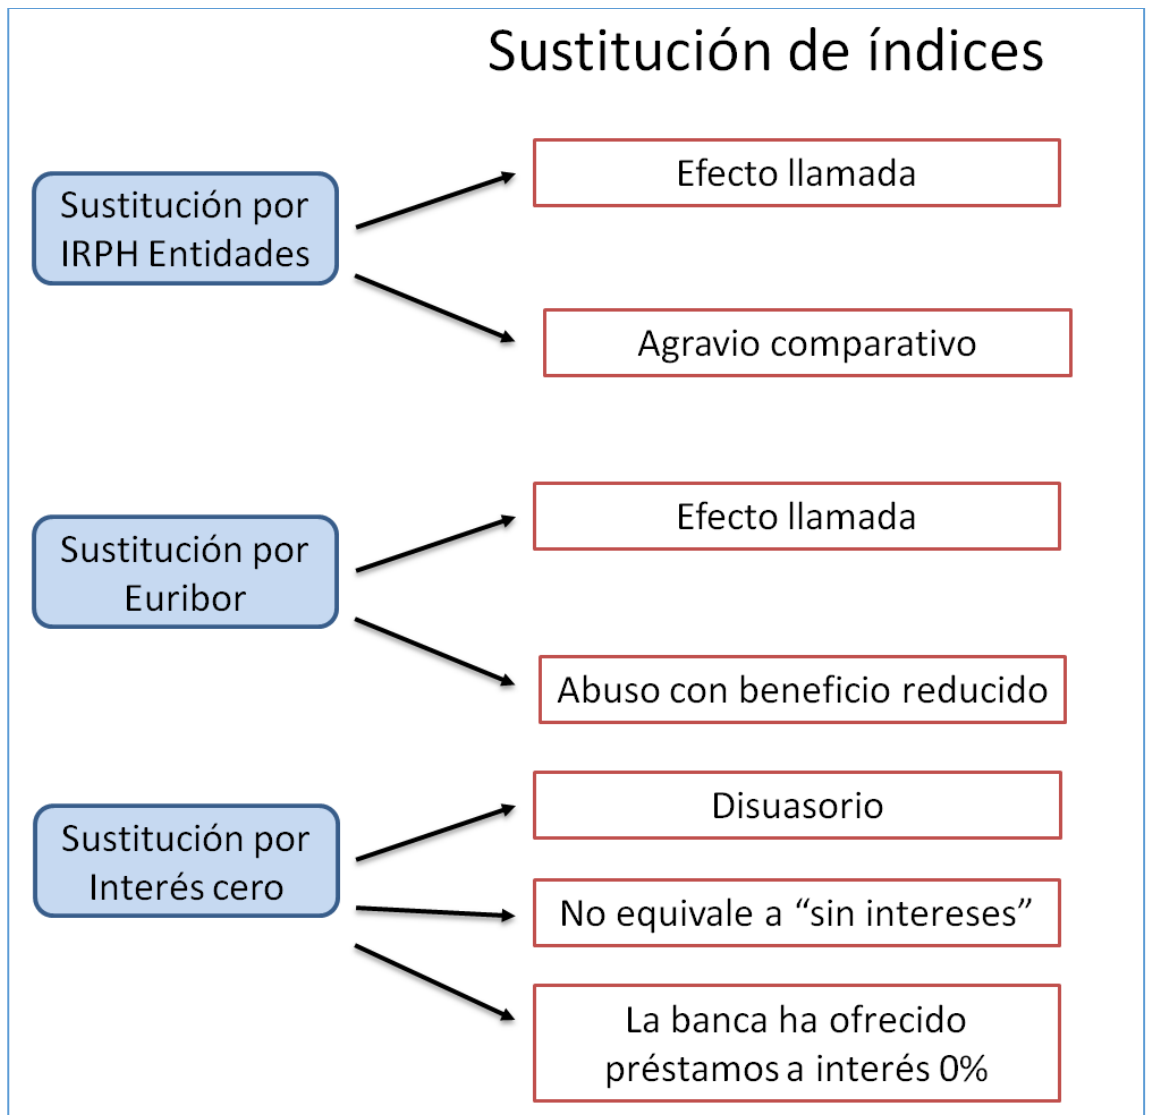 Sustitución de índices
Sustitución por
IRPH Entidades
Efecto llamada
Agravio comparativo
Sustitución por
Euribor
Efecto llamada
Abuso con beneficio reducido
Sustitución por
Interés cero
Disuasorio
No equivale a “sin intereses”
La banca ha ofrecido
préstamos a interés 0%